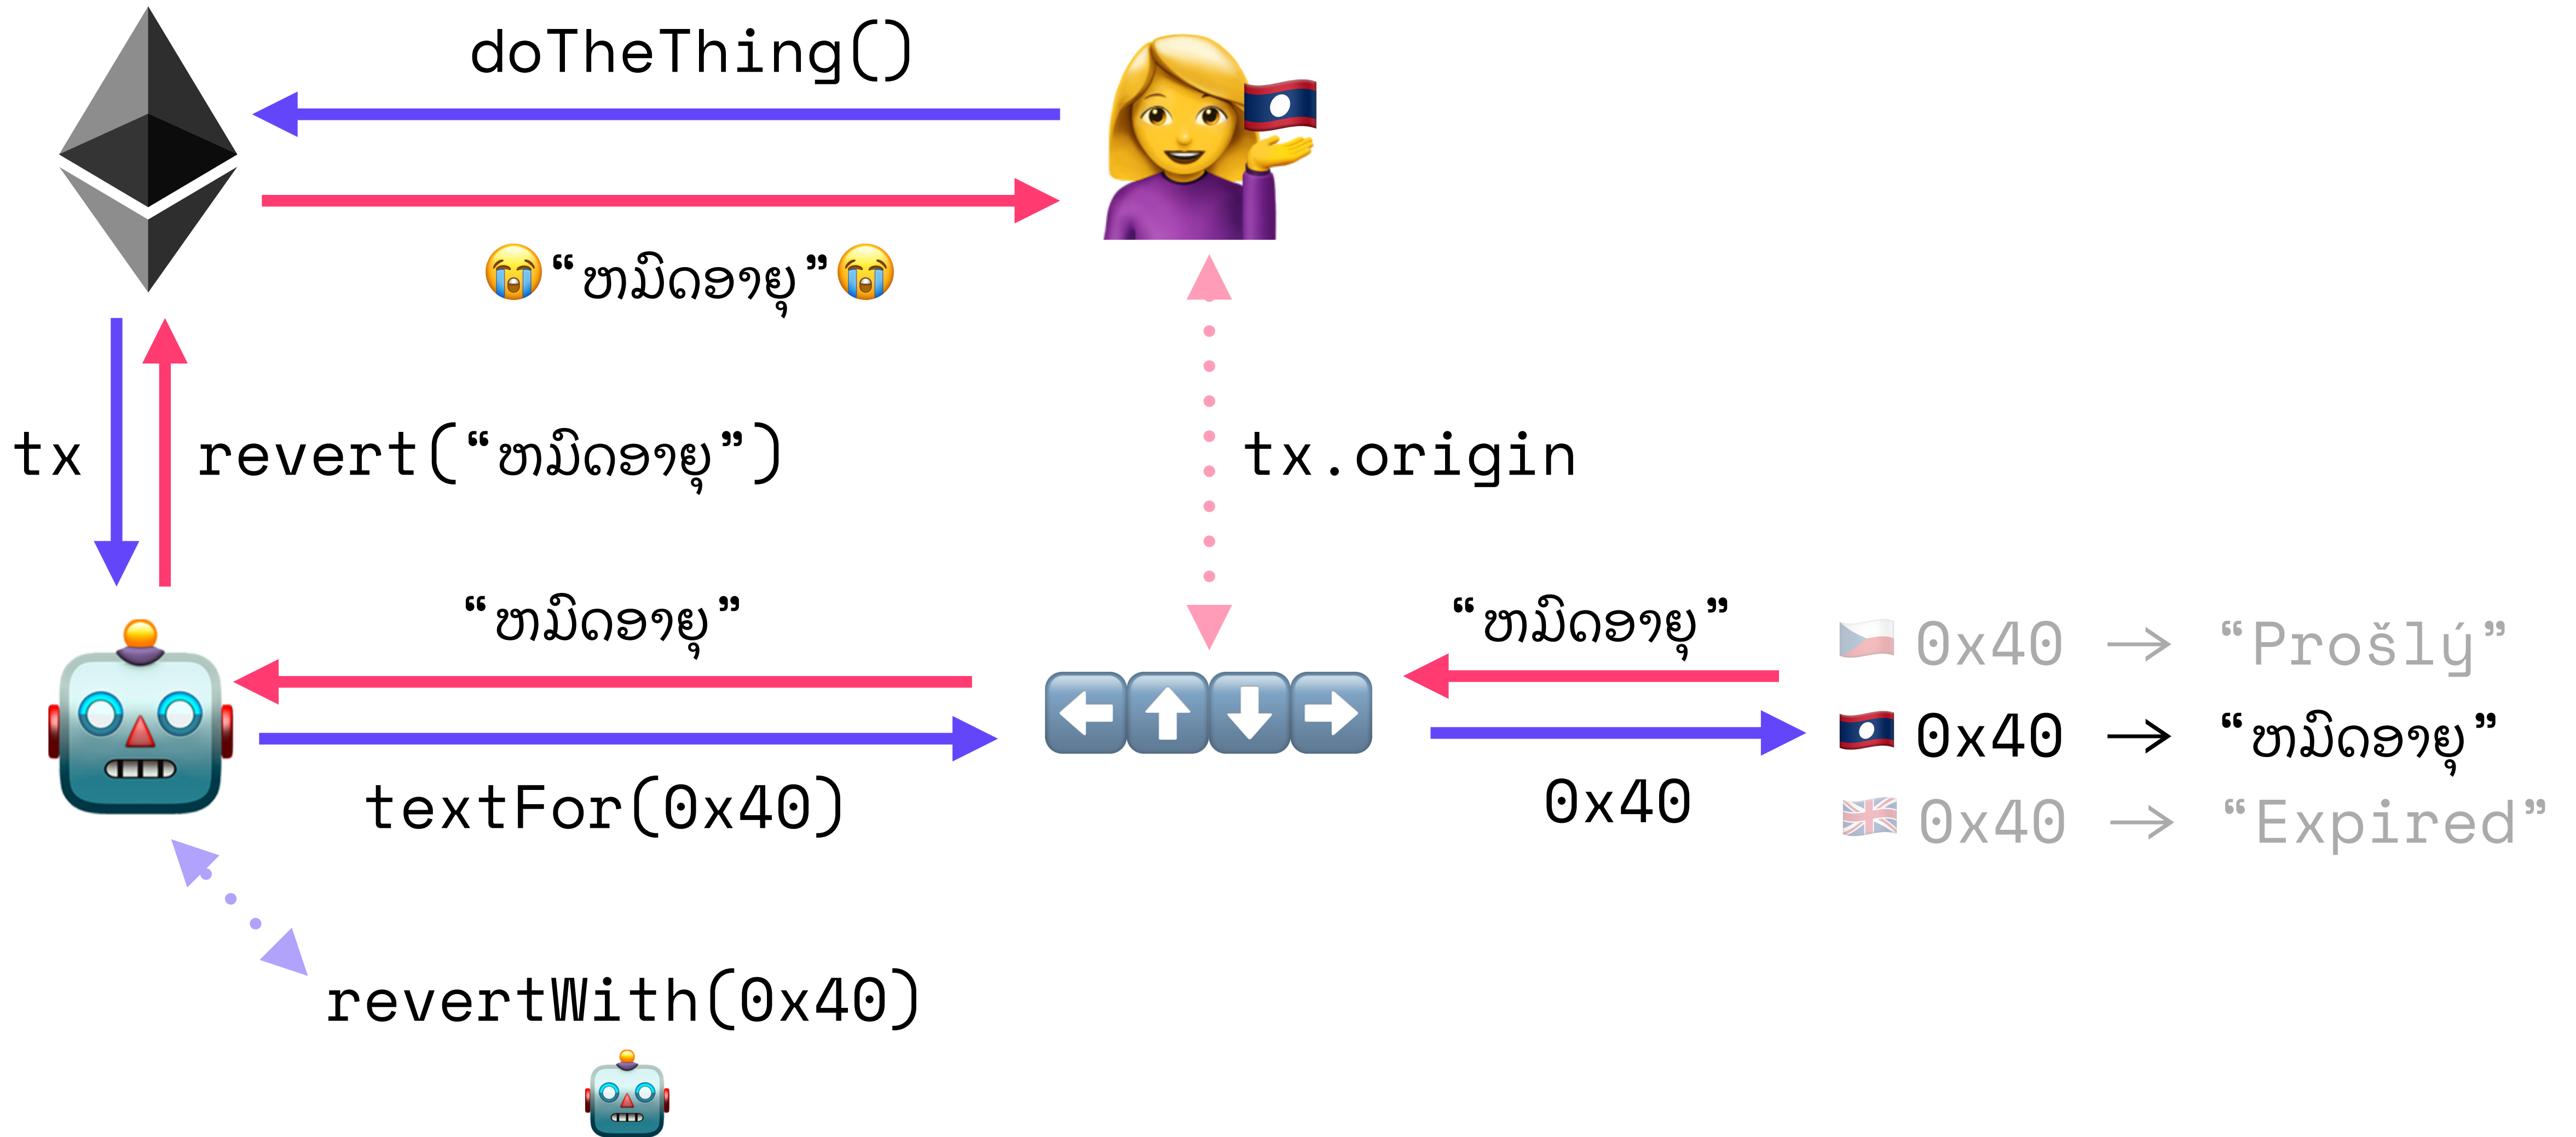 doTheThing()
“ຫມົດອາຍຸ”
tx
revert(“ຫມົດອາຍຸ”)
tx.origin
“ຫມົດອາຍຸ”
“ຫມົດອາຍຸ”
0x40 → “Prošlý”
0x40 → “ຫມົດອາຍຸ”
0x40 → “Expired”
textFor(0x40)
0x40
revertWith(0x40)